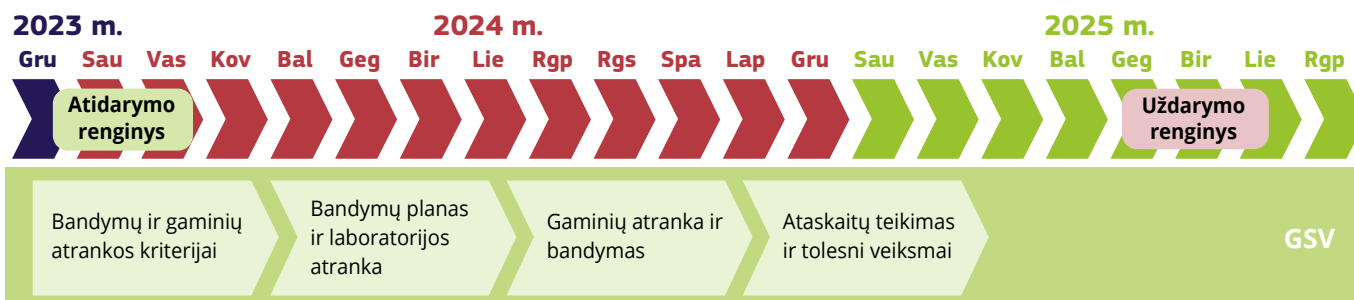 2023 m. 2024 m. 2025 m.
Gru Sau Vas Kov Bal Geg Bir Lie Rgp Rgs Spa Lap Gru Sau Vas Kov Bal Geg Bir Lie Rgp
Atidarymo
renginys
Uždarymo
renginys
Bandymų ir gaminių
atrankos kriterijai
Bandymų planas
ir laboratorijos
atranka
Gaminių atranka ir
bandymas
Ataskaitų teikimas
ir tolesni veiksmai
GSV